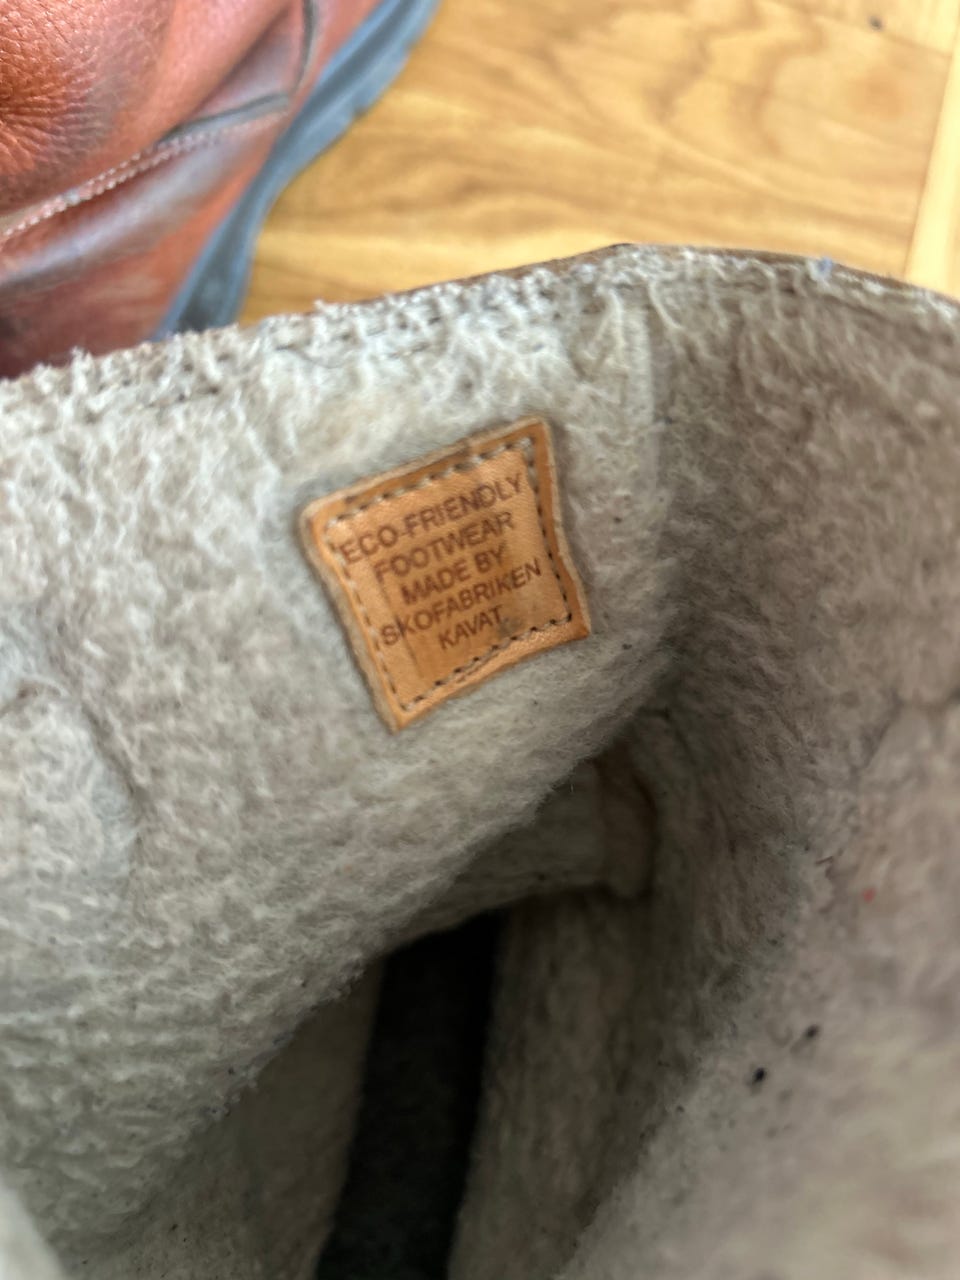 ECO-FRIENDLY
FOOTWEAR
MADE BY
SKOFABRIKEN
KAVAT